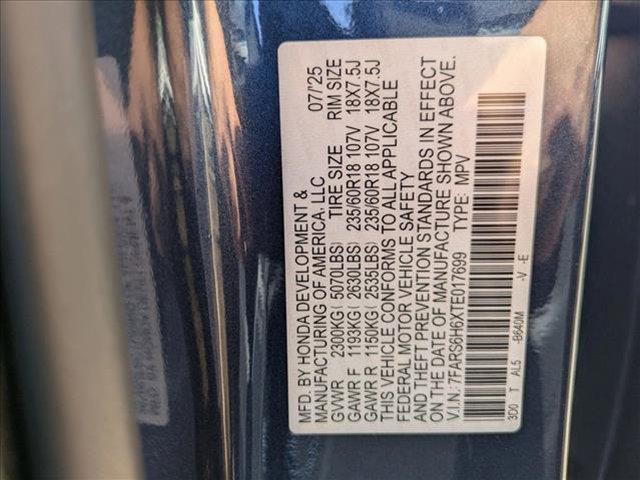 MFD. BY HONDA DEVELOPMENT &
MANUFACTURING OF AMERICA, LLC 07/'25
GVWR 2300KG( 5070LBS) TIRE SIZE RIM SIZE
GAWR F 1193KG( 2630LBS) 235/60R18 107V 18X7.5J
GAWR R 1150KG( 2535LBS) 235/60R18 107V 18X7.5J
THIS VEHICLE CONFORMS TO ALL APPLICABLE
FEDERAL MOTOR VEHICLE SAFETY
AND THEFT PREVENTION STANDARDS IN EFFECT
ON THE DATE OF MANUFACTURE SHOWN ABOVE.
V.I.N.: 7FARS6H6XTE017699 TYPE: MPV
3D0 T AL5 -B640M -V -E